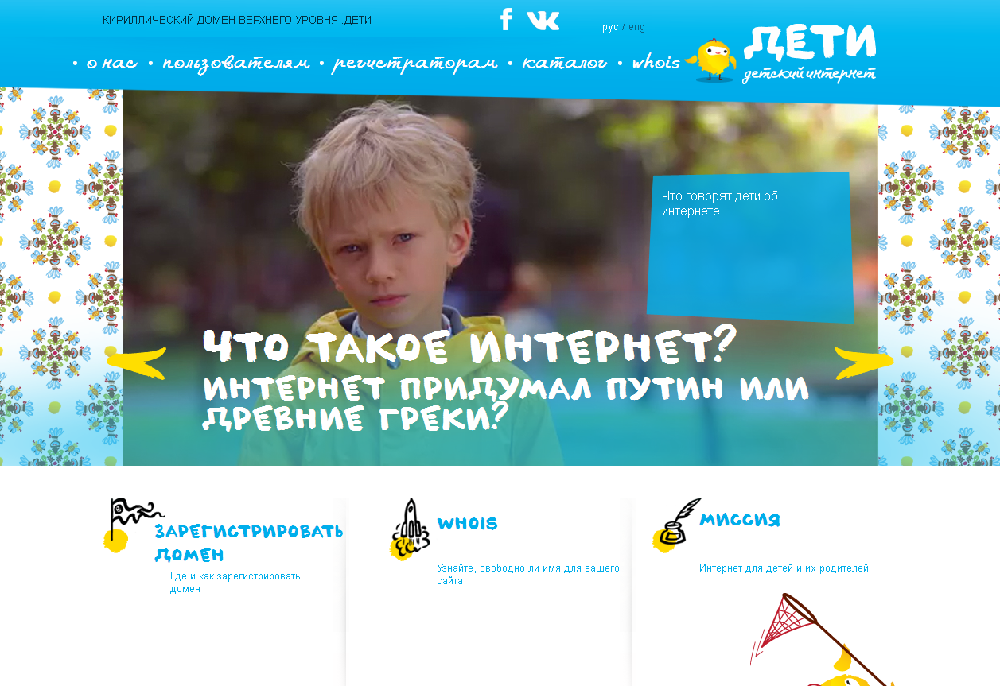 КИРИЛЛИЧЕСКИЙ ДОМЕН ВЕРХНЕГО УРОВНЯ .ДЕТИ
f
рус / eng
• о нас • пользователям • регистраторам • каталог • whois
ДЕТИ
детский интернет
Что говорят дети об
интернете...
ЧТО ТАКОЕ ИНТЕРНЕТ?
ИНТЕРНЕТ ПРИДУМАЛ ПУТИН ИЛИ
ДРЕВНИЕ ГРЕКИ?
ЗАРЕГИСТРИРОВАТЬ
ДОМЕН
Где и как зарегистрировать
домен
WHOIS
Узнайте, свободно ли имя для вашего
сайта
МИССИЯ
Интернет для детей и их родителей